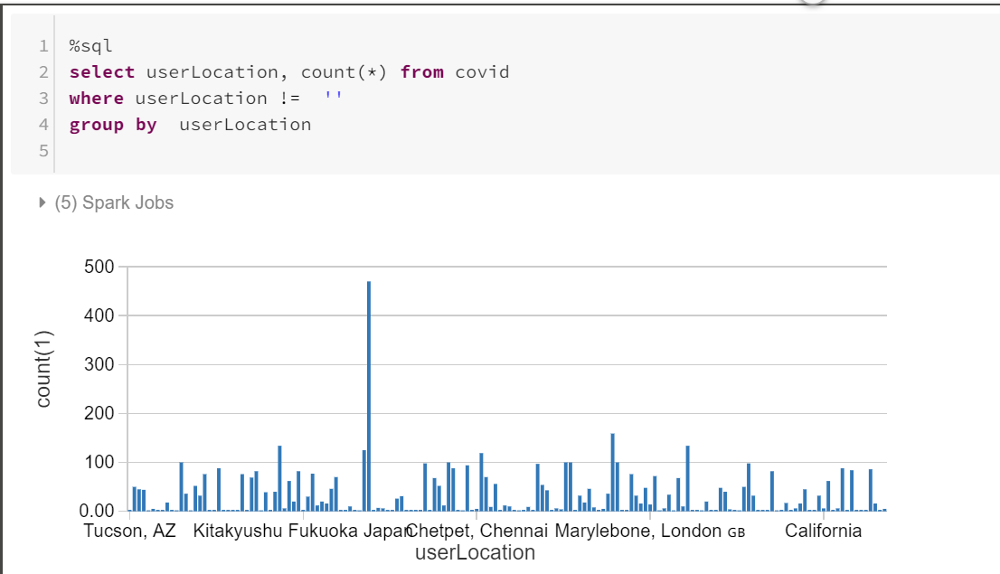 1 %sql
2 select userLocation, count(*) from covid
3 where userLocation != ''
4 group by userLocation
5
(5) Spark Jobs
500
400
300
200
100
0.00
count(1)
Tucson, AZ Kitakyushu Fukuoka Japan Chetpet, Chennai Marylebone, London GB California
userLocation